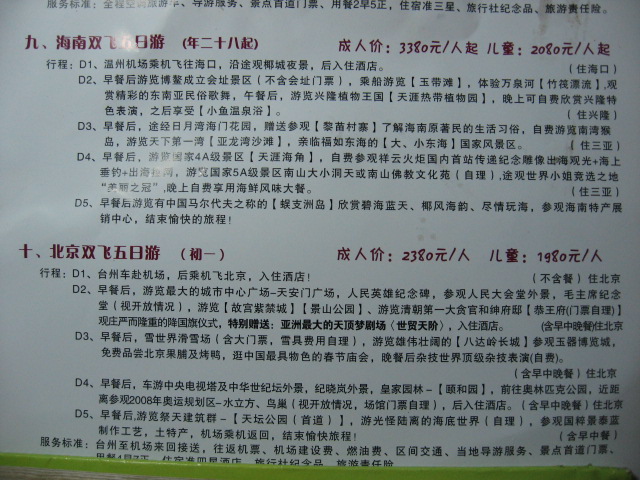 服务标准：全程空调旅游车、导游服务、景点首道门票、用餐2早5正，住宿准三星、旅行社纪念品、旅游责任险。
九、海南双飞五日游 （年二十八起） 成人价：3380元/人起 儿童：2080元/人起
行程：D1、温州机场乘机飞往海口，沿途观椰城夜景，后入住酒店。 （住海口）
D2、早餐后游览博鳌成立会址景区（不含会址门票），乘船游览【玉带滩】，体验万泉河【竹筏漂流】，观
赏精彩的东南亚民俗歌舞，午餐后，游览兴隆植物王国【天涯热带植物园】，晚上可自费欣赏兴隆特
色表演，之后享受【小鱼温泉浴】。 （住兴隆）
D3、早餐后，途经日月湾海门花园，赠送参观【黎苗村寨】了解海南原著民的生活习俗，自费游览南湾猴
岛，游览天下第一湾【亚龙湾沙滩】，亲临福如东海的【大、小东海】国家风景区。 （住三亚）
D4、早餐后，游览国家4A级景区【天涯海角】，自费参观祥云火炬国内首站传递纪念雕像出海观光+海上
垂钓+出海拉网，游览国家5A级景区南山大小洞天或南山佛教文化苑（自理），途观世界小姐竞选之地
“美丽之冠”，晚上自费享用海鲜风味大餐。 （住三亚）
D5、早餐后游览有中国马尔代夫之称的【蜈支洲岛】欣赏碧海蓝天、椰风海韵、尽情玩海，参观海南特产展
销中心，结束愉快的旅程！
十、北京双飞五日游 （初一） 成人价：2380元/人 儿童：1980元/人
行程：D1、台州车赴机场，后乘机飞北京，入住酒店！ （不含餐）住北京
D2、早餐后，游览最大的城市中心广场-天安门广场，人民英雄纪念碑，参观人民大会堂外景，毛主席纪念
堂（视开放情况），游览【故宫紫禁城】【景山公园】、游览清朝第一大贪官和绅府邸【恭王府(门票自理)】
观庄严而隆重的降国旗仪式，特别赠送：亚洲最大的天顶梦剧场（世贸天阶），入住酒店。 （含早中晚餐)住北京
D3、早餐后，雪世界滑雪场（含大门票，雪具费用自理），游览雄伟壮阔的【八达岭长城】参观玉器博览城，
免费品尝北京果脯及烤鸭，逛中国最具物色的春节庙会，晚餐后杂技世界顶级杂技表演(自费)。
（含早中晚餐）住北京
D4、早餐后，车游中央电视塔及中华世纪坛外景，纪晓岚外景，皇家园林-【颐和园】，前往奥林匹克公园，近距
离参观2008年奥运规划区-水立方、鸟巢（视开放情况，场馆门票自理），后入住酒店。（含早中晚餐）住北京
D5、早餐后游览祭天建筑群-【天坛公园（首道）】，游光怪陆离的海底世界（自理），参观国粹景泰蓝
制作工艺，土特产，机场乘机返回，结束愉快旅程！ （含早中餐）
服务标准：台州至机场来回接送，往返机票、机场建设费、燃油费、区间交通、当地导游服务、景点首道门票、
用餐4早7正，住宿准四星酒店，旅行社纪念品、旅游责任险